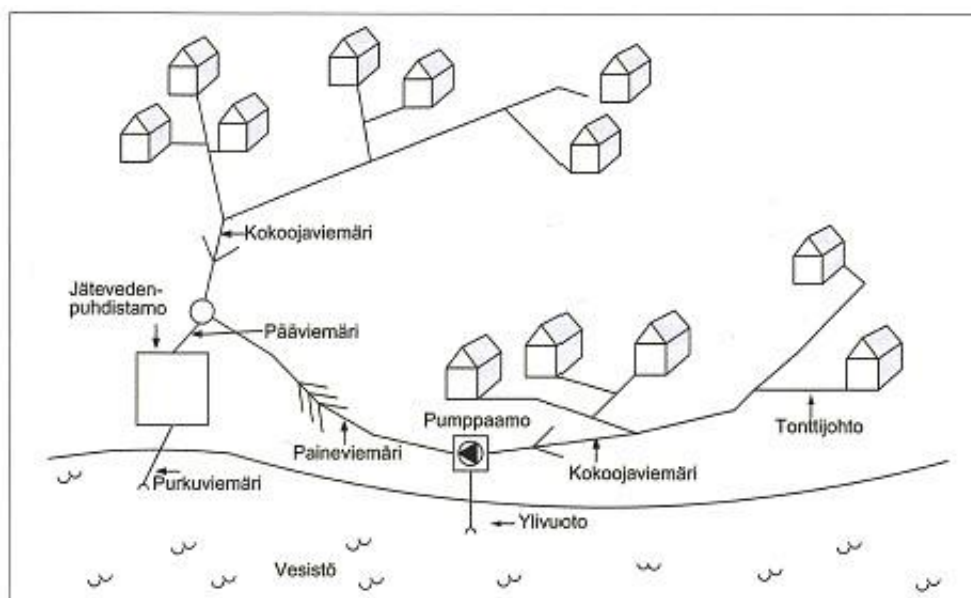 Kokoojaviemäri
Jäteveden-
puhdistamo
Pääviemäri
Pumppaamo
Tonttijohto
Paineviemäri
Kokoojaviemäri
Purkuviemäri
Ylivuoto
Vesistö